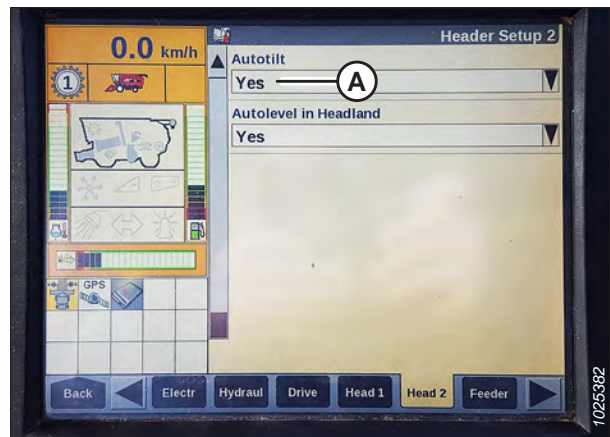 Header Setup 2
0.0 km/h
1
GPS
Autotilt
Yes
A
Autolevel in Headland
Yes
Back
Electr
Hydraul
Drive
Head 1
Head 2
Feeder
1025382